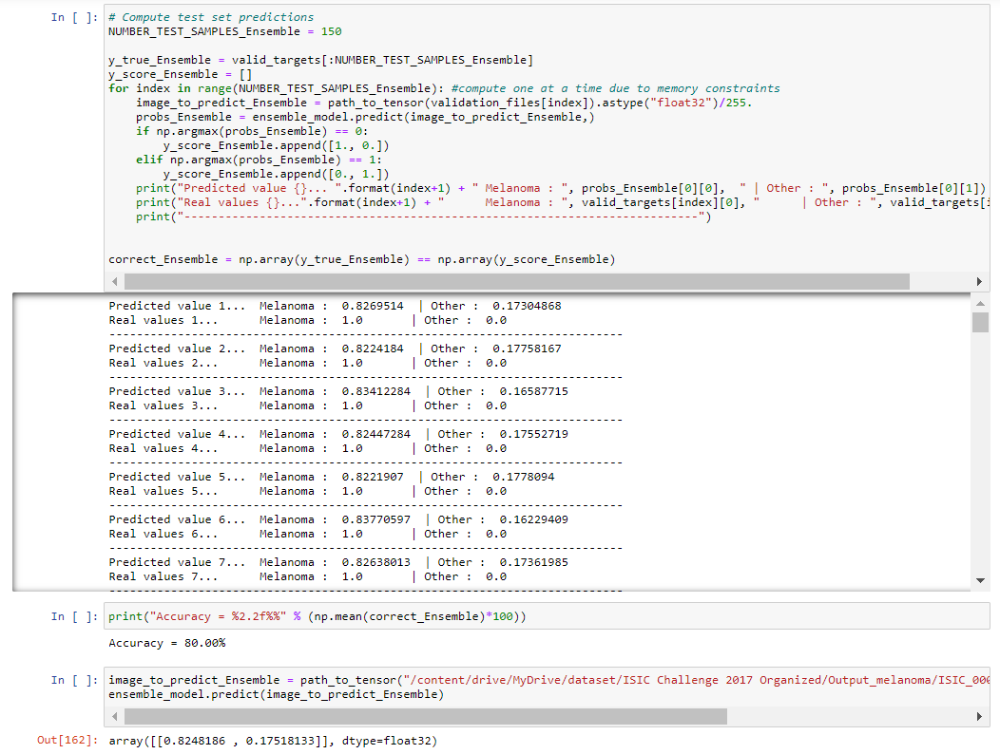 In [ ]: # Compute test set predictions
NUMBER_TEST_SAMPLES_Ensemble = 150
y_true_Ensemble = valid_targets[:NUMBER_TEST_SAMPLES_Ensemble]
y_score_Ensemble = []
for index in range(NUMBER_TEST_SAMPLES_Ensemble): #compute one at a time due to memory constraints
    image_to_predict_Ensemble = path_to_tensor(validation_files[index]).astype("float32")/255.
    probs_Ensemble = ensemble_model.predict(image_to_predict_Ensemble,)
    if np.argmax(probs_Ensemble) == 0:
        y_score_Ensemble.append([1., 0.])
    elif np.argmax(probs_Ensemble) == 1:
        y_score_Ensemble.append([0., 1.])
    print("Predicted value {}... ".format(index+1) + " Melanoma : ", probs_Ensemble[0][0],  " | Other : ", probs_Ensemble[0][1])
    print("Real values {}...".format(index+1) + "      Melanoma : ", valid_targets[index][0], "      | Other : ", valid_targets[i
    print("---------------------------------------------------------------------------")
correct_Ensemble = np.array(y_true_Ensemble) == np.array(y_score_Ensemble)
Predicted value 1...  Melanoma :  0.8269514  | Other :  0.17304868
Real values 1...      Melanoma :  1.0       | Other :  0.0
---------------------------------------------------------------------------
Predicted value 2...  Melanoma :  0.8224184  | Other :  0.17758167
Real values 2...      Melanoma :  1.0       | Other :  0.0
---------------------------------------------------------------------------
Predicted value 3...  Melanoma :  0.83412284  | Other :  0.16587715
Real values 3...      Melanoma :  1.0       | Other :  0.0
---------------------------------------------------------------------------
Predicted value 4...  Melanoma :  0.82447284  | Other :  0.17552719
Real values 4...      Melanoma :  1.0       | Other :  0.0
---------------------------------------------------------------------------
Predicted value 5...  Melanoma :  0.8221907  | Other :  0.1778094
Real values 5...      Melanoma :  1.0       | Other :  0.0
---------------------------------------------------------------------------
Predicted value 6...  Melanoma :  0.83770597  | Other :  0.16229409
Real values 6...      Melanoma :  1.0       | Other :  0.0
---------------------------------------------------------------------------
Predicted value 7...  Melanoma :  0.82638013  | Other :  0.17361985
Real values 7...      Melanoma :  1.0       | Other :  0.0
---------------------------------------------------------------------------
In [ ]: print("Accuracy = %2.2f%%" % (np.mean(correct_Ensemble)*100))
Accuracy = 80.00%
In [ ]: image_to_predict_Ensemble = path_to_tensor("/content/drive/MyDrive/dataset/ISIC Challenge 2017 Organized/Output_melanoma/ISIC_000
ensemble_model.predict(image_to_predict_Ensemble)
Out[162]: array([[0.8248186 , 0.17518133]], dtype=float32)